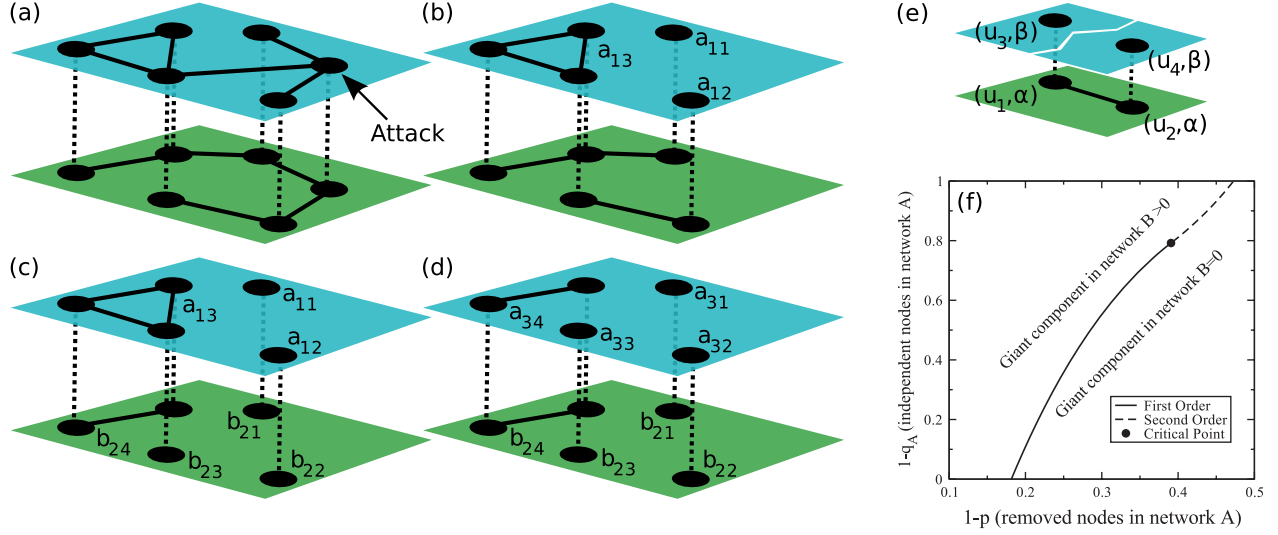 (a)
Attack
(b)
a₁₃
a₁₁
a₁₂
(c)
a₁₃
a₁₁
a₁₂
b₂₄
b₂₁
b₂₃
b₂₂
(d)
a₃₄
a₃₁
a₃₃
a₃₂
b₂₄
b₂₁
b₂₃
b₂₂
(e)
(u₃,β)
(u₄,β)
(u₁,α)
(u₂,α)
(f)
1
0.8
0.6
0.4
0.2
0
1-q_A (independent nodes in network A)
Giant component in network B >0
Giant component in network B=0
First Order
Second Order
Critical Point
0.1 0.2 0.3 0.4 0.5
1-p (removed nodes in network A)